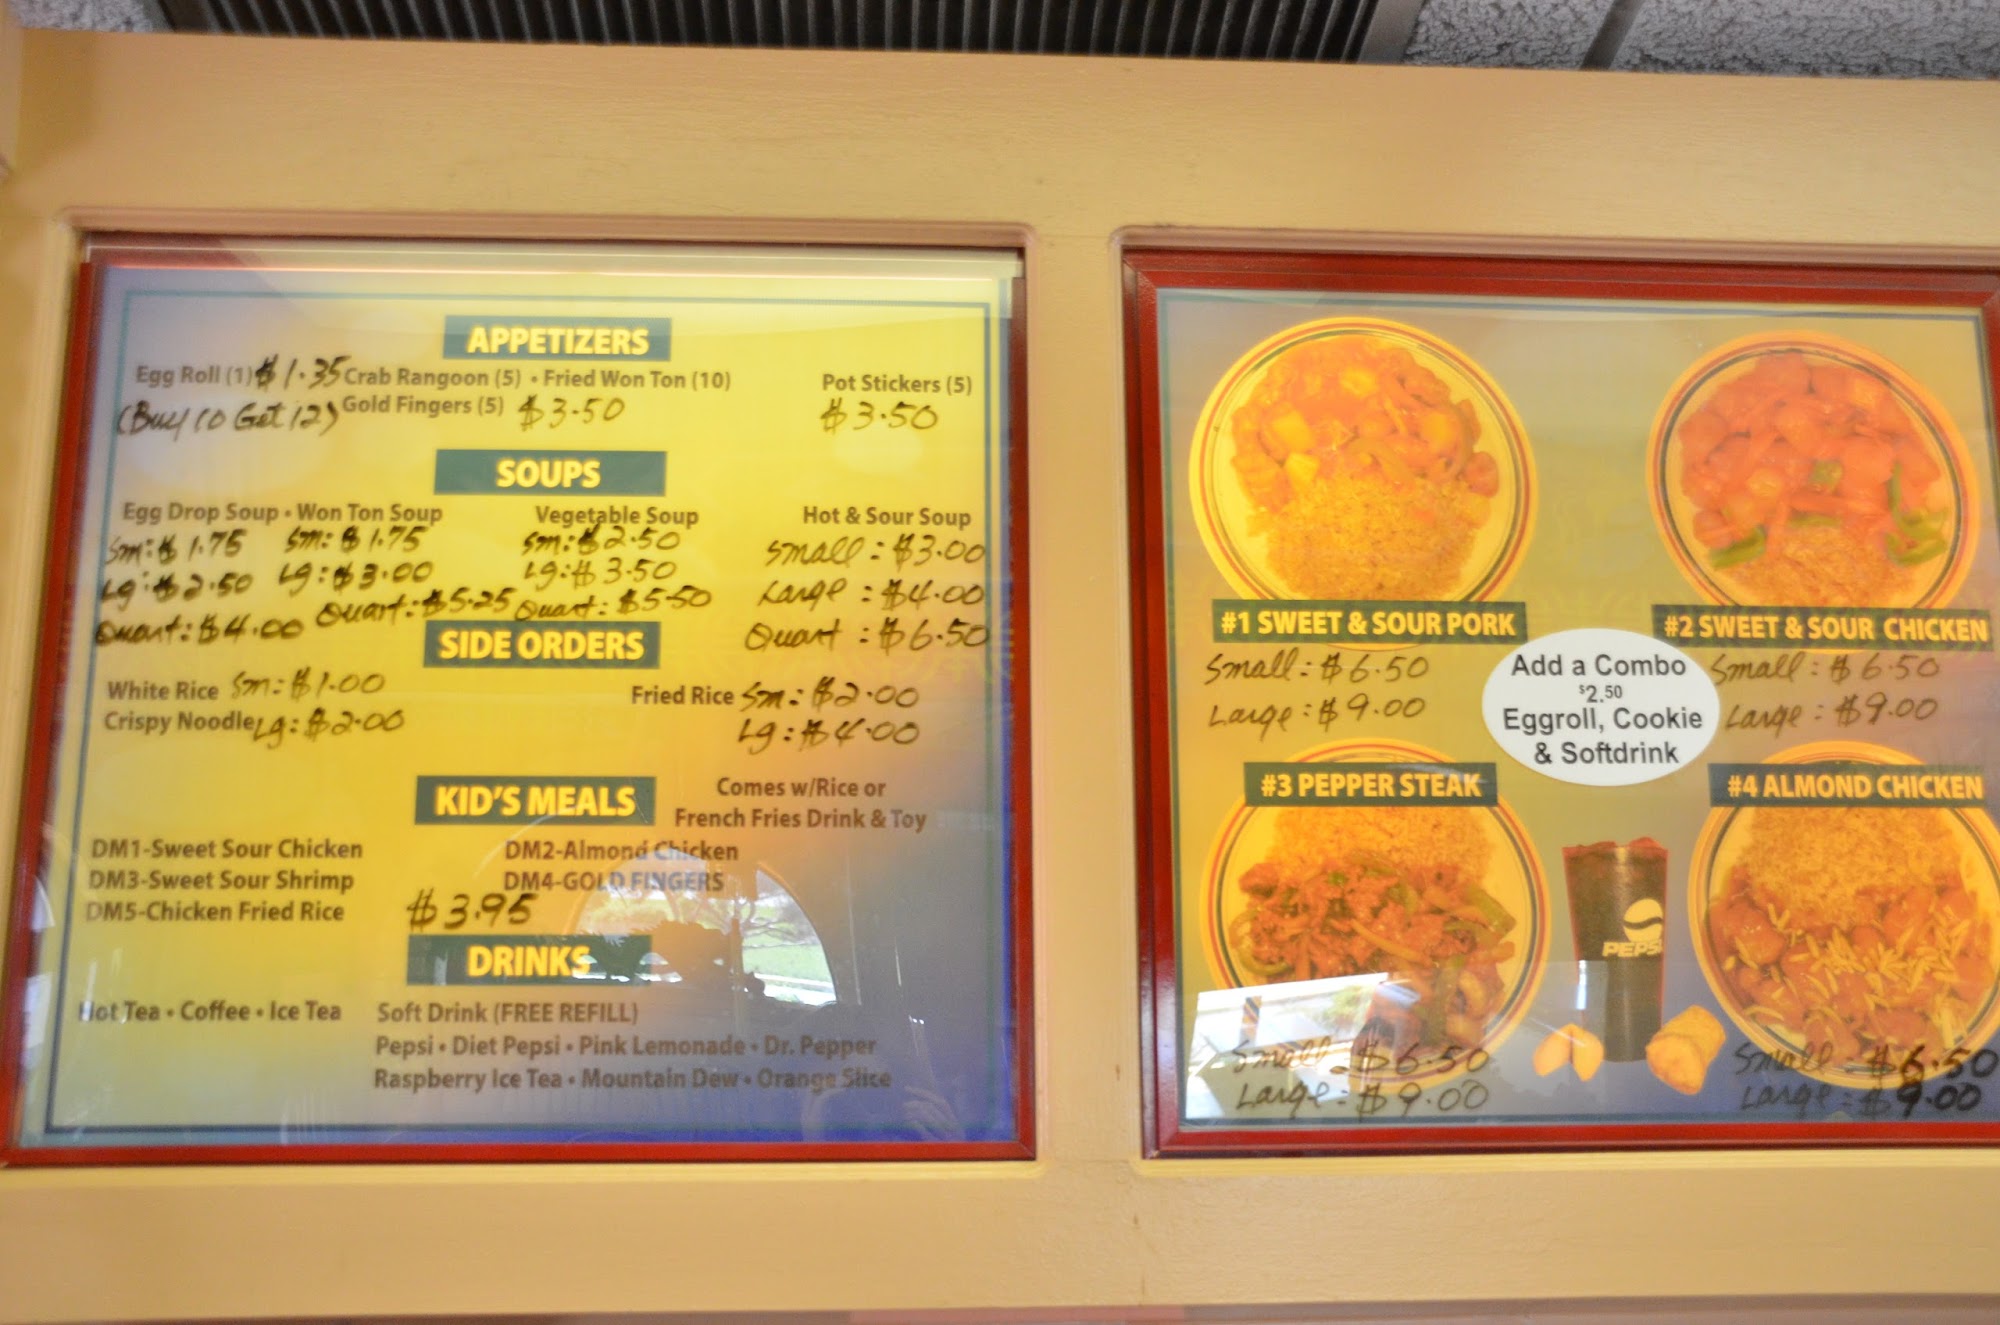 APPETIZERS
Egg Roll (1) $1.35 Crab Rangoon (5) • Fried Won Ton (10)
(Buy 10 Get 12) Gold Fingers (5) $3.50
Pot Stickers (5)
$3.50
SOUPS
Egg Drop Soup • Won Ton Soup
Sm: $1.75 Sm: $1.75
Lg: $2.50 Lg: $3.00
Quart: $4.00 Quart: $5.25
Vegetable Soup
Sm: $2.50
Lg: $3.50
Quart: $5.50
Hot & Sour Soup
Small: $3.00
Large: $4.00
Quart: $6.50
SIDE ORDERS
White Rice Sm: $1.00
Crispy Noodle Lg: $2.00
Fried Rice Sm: $2.00
Lg: $4.00
KID'S MEALS
Comes w/Rice or
French Fries Drink & Toy
DM1-Sweet Sour Chicken DM2-Almond Chicken
DM3-Sweet Sour Shrimp DM4-GOLD FINGERS
DM5-Chicken Fried Rice $3.95
DRINKS
Hot Tea • Coffee • Ice Tea
Soft Drink (FREE REFILL)
Pepsi • Diet Pepsi • Pink Lemonade • Dr. Pepper
Raspberry Ice Tea • Mountain Dew • Orange Slice
#1 SWEET & SOUR PORK
Small: $6.50
Large: $9.00
#2 SWEET & SOUR CHICKEN
Small: $6.50
Large: $9.00
Add a Combo
$2.50
Eggroll, Cookie
& Softdrink
#3 PEPPER STEAK
Small: $6.50
Large: $9.00
#4 ALMOND CHICKEN
Small: $6.50
Large: $9.00
PEPSI